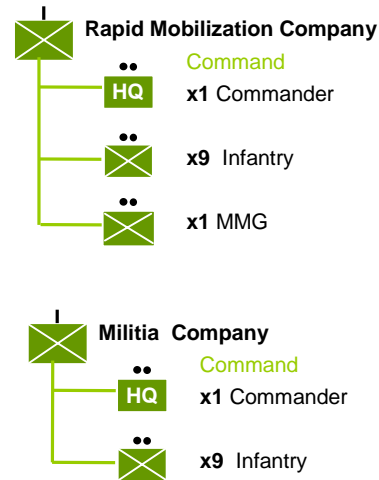 Rapid Mobilization Company
Command
HQ
x1 Commander
x9 Infantry
x1 MMG
Militia Company
Command
HQ
x1 Commander
x9 Infantry